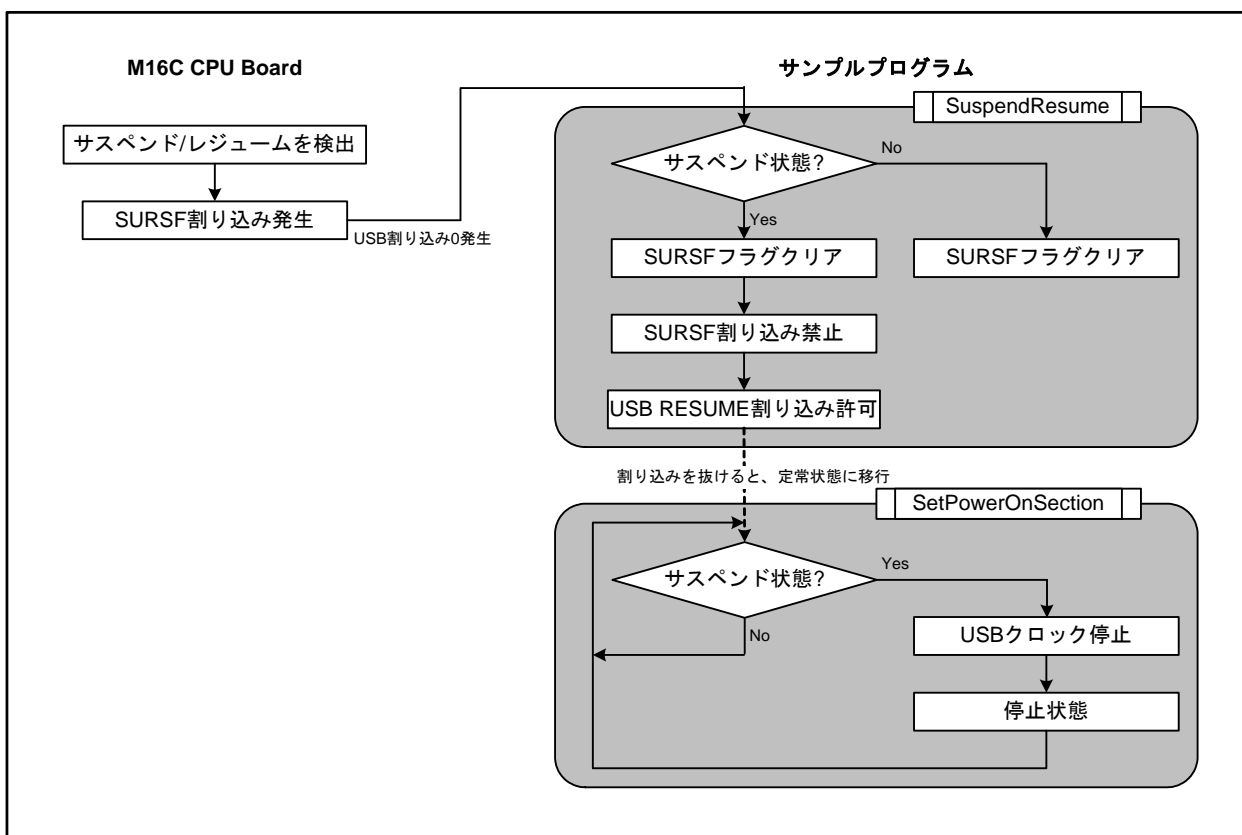 M16C CPU Board
サンプルプログラム
サスペンド/レジュームを検出
SURSF割り込み発生
USB割り込み0発生
SuspendResume
サスペンド状態?
No
Yes
SURSFフラグクリア
SURSFフラグクリア
SURSF割り込み禁止
USB RESUME割り込み許可
割り込みを抜けると、定常状態に移行
SetPowerOnSection
サスペンド状態?
Yes
No
USBクロック停止
停止状態